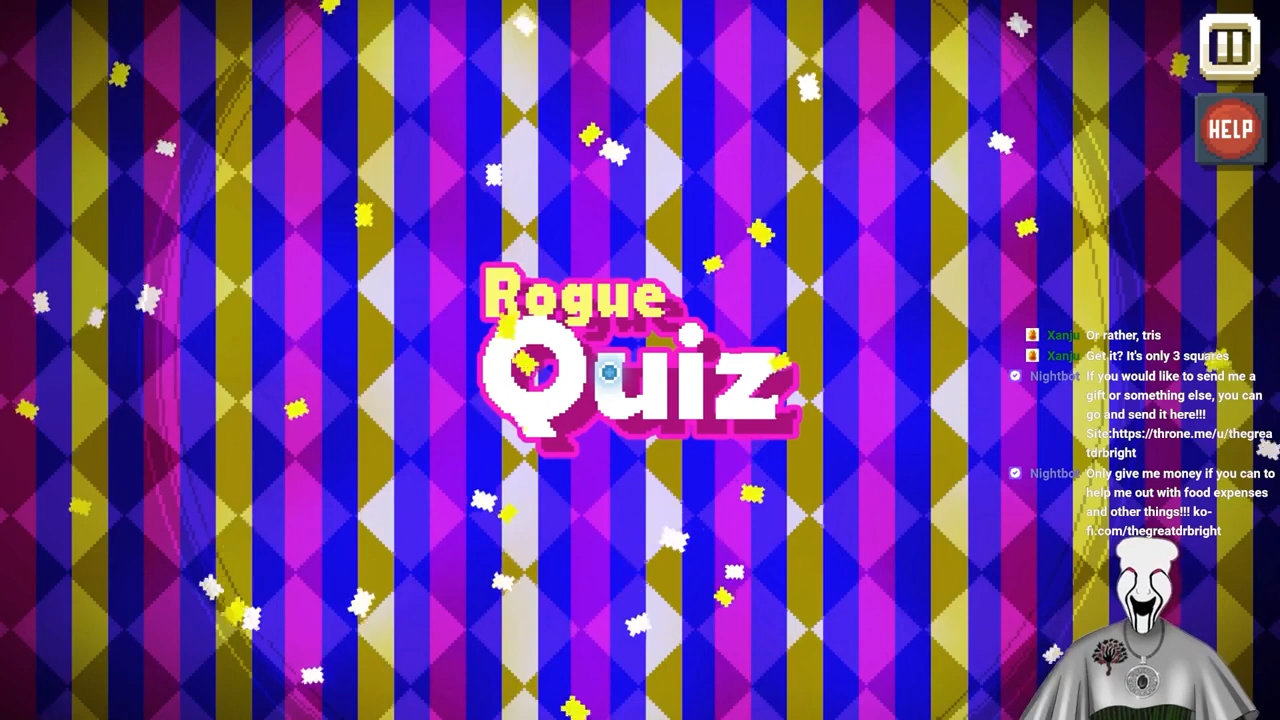 HELP
Rogue
Quiz
Xanju Or rather, tris
Xanju Get it? It's only 3 squares
Nightbot If you would like to send me a
gift or something else, you can
go and send it here!!!
Site:https://throne.me/u/thegrea
tdrbright
Nightbot Only give me money if you can to
help me out with food expenses
and other things!!! ko-
fi.com/thegreatdrbright